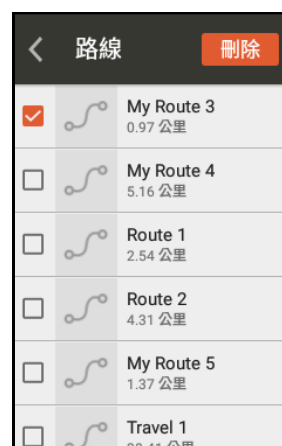 路線
刪除
My Route 3
0.97 公里
My Route 4
5.16 公里
Route 1
2.54 公里
Route 2
4.31 公里
My Route 5
1.37 公里
Travel 1